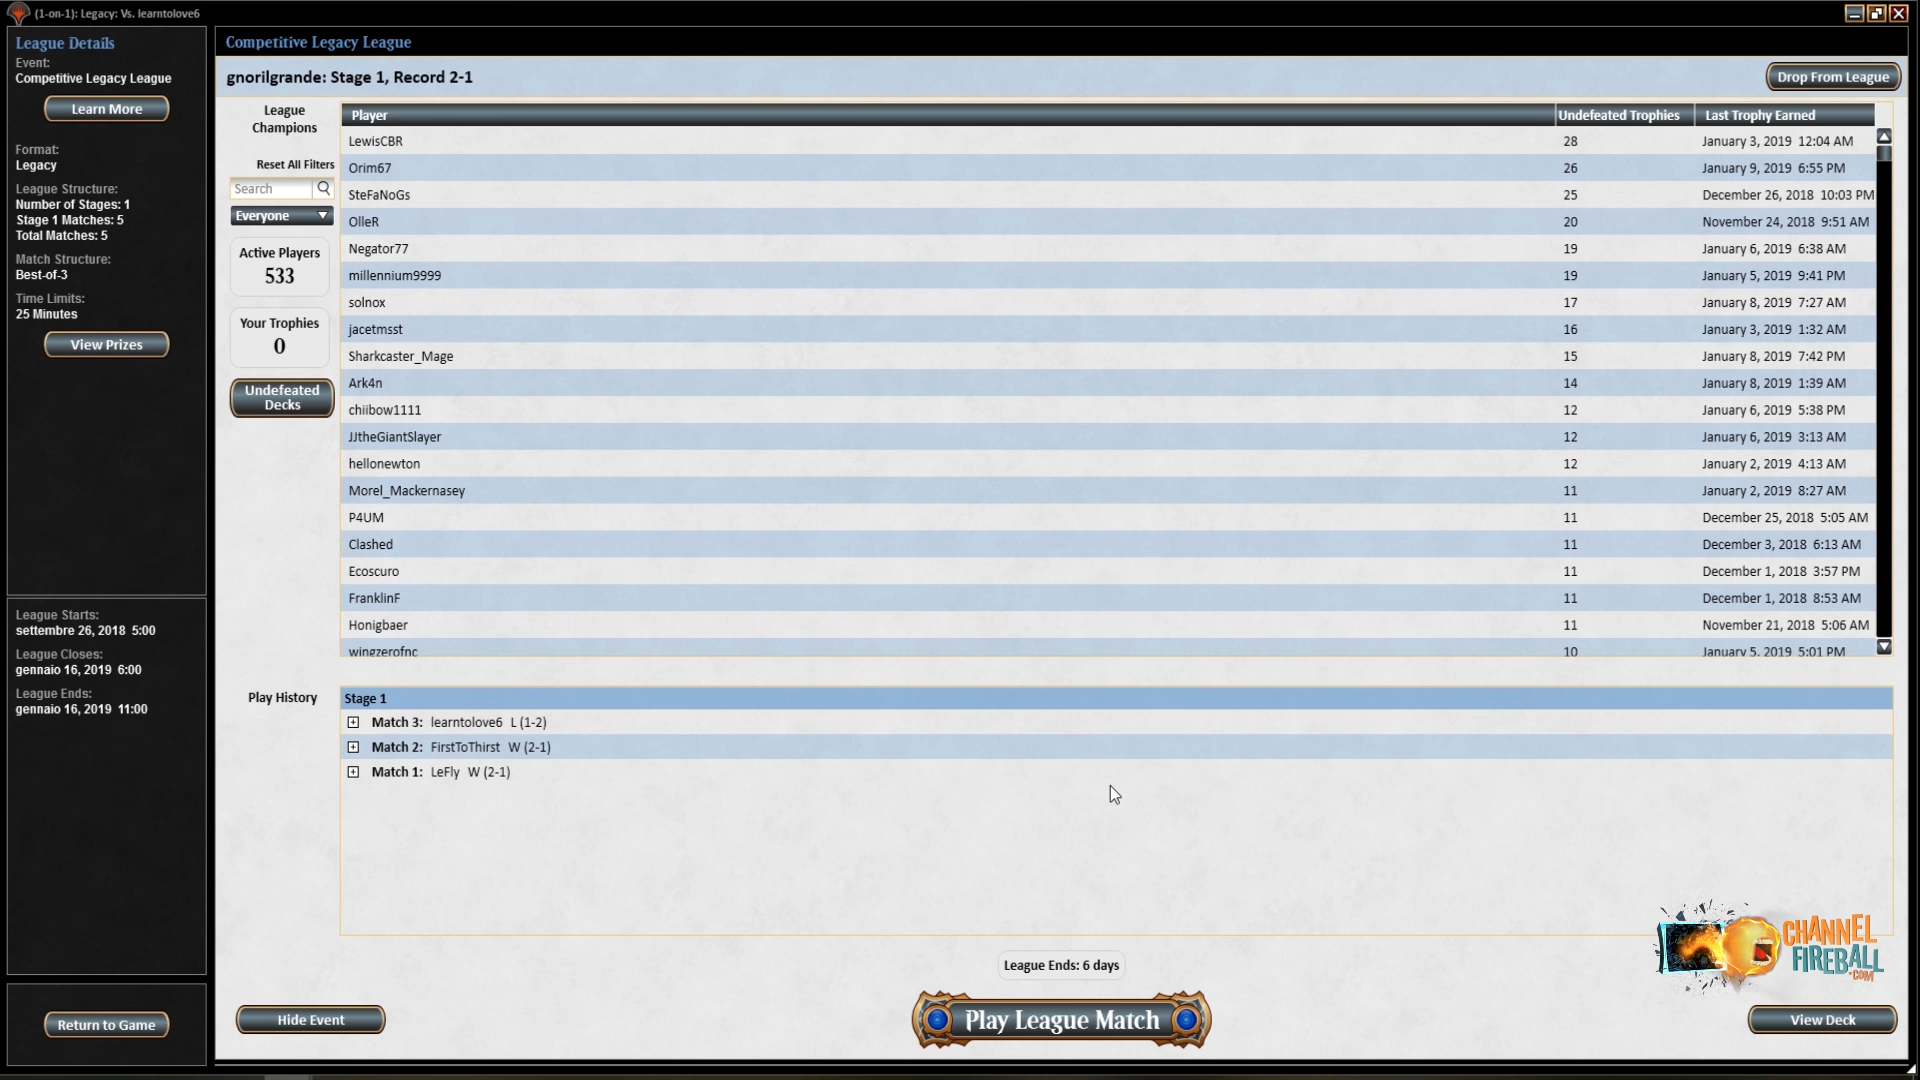 (1-on-1): Legacy: Vs. learntolove6
League Details
Event:
Competitive Legacy League
Learn More
Format:
Legacy
League Structure:
Number of Stages: 1
Stage 1 Matches: 5
Total Matches: 5
Match Structure:
Best-of-3
Time Limits:
25 Minutes
View Prizes
League Starts:
settembre 26, 2018 5:00
League Closes:
gennaio 16, 2019 6:00
League Ends:
gennaio 16, 2019 11:00
Return to Game
Competitive Legacy League
gnorilgrande: Stage 1, Record 2-1
Drop From League
League
Champions
Reset All Filters
Search
Everyone
Active Players
533
Your Trophies
0
Undefeated
Decks
Player Undefeated Trophies Last Trophy Earned
LewisCBR 28 January 3, 2019 12:04 AM
Orim67 26 January 9, 2019 6:55 PM
SteFaNoGs 25 December 26, 2018 10:03 PM
OlleR 20 November 24, 2018 9:51 AM
Negator77 19 January 6, 2019 6:38 AM
millennium9999 19 January 5, 2019 9:41 PM
solnox 17 January 8, 2019 7:27 AM
jacetmsst 16 January 3, 2019 1:32 AM
Sharkcaster_Mage 15 January 8, 2019 7:42 PM
Ark4n 14 January 8, 2019 1:39 AM
chiibow1111 12 January 6, 2019 5:38 PM
JJtheGiantSlayer 12 January 6, 2019 3:13 AM
hellonewton 12 January 2, 2019 4:13 AM
Morel_Mackernasey 11 January 2, 2019 8:27 AM
P4UM 11 December 25, 2018 5:05 AM
Clashed 11 December 3, 2018 6:13 AM
Ecoscuro 11 December 1, 2018 3:57 PM
FranklinF 11 December 1, 2018 8:53 AM
Honigbaer 11 November 21, 2018 5:06 AM
wingzerofnc 10 January 5, 2019 5:01 PM
Play History
Stage 1
Match 3: learntolove6 L (1-2)
Match 2: FirstToThirst W (2-1)
Match 1: LeFly W (2-1)
CHANNEL
FIREBALL
.COM
League Ends: 6 days
Hide Event
Play League Match
View Deck